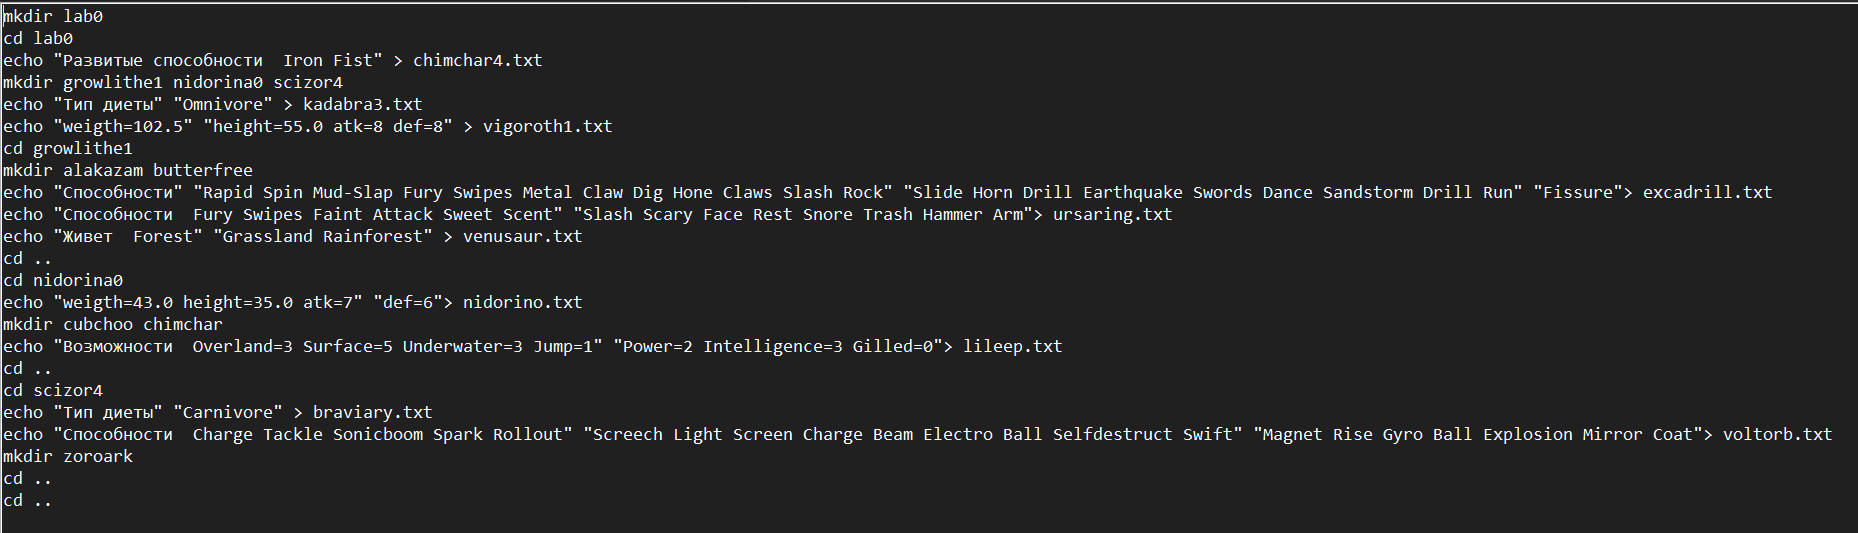 mkdir lab0
cd lab0
echo "Развитые способности  Iron Fist" > chimchar4.txt
mkdir growlithe1 nidorina0 scizor4
echo "Тип диеты" "Omnivore" > kadabra3.txt
echo "weigth=102.5" "height=55.0 atk=8 def=8" > vigoroth1.txt
cd growlithe1
mkdir alakazam butterfree
echo "Способности" "Rapid Spin Mud-Slap Fury Swipes Metal Claw Dig Hone Claws Slash Rock" "Slide Horn Drill Earthquake Swords Dance Sandstorm Drill Run" "Fissure"> excadrill.txt
echo "Способности  Fury Swipes Faint Attack Sweet Scent" "Slash Scary Face Rest Snore Trash Hammer Arm"> ursaring.txt
echo "Живет  Forest" "Grassland Rainforest" > venusaur.txt
cd ..
cd nidorina0
echo "weigth=43.0 height=35.0 atk=7" "def=6"> nidorino.txt
mkdir cubchoo chimchar
echo "Возможности  Overland=3 Surface=5 Underwater=3 Jump=1" "Power=2 Intelligence=3 Gilled=0"> lileep.txt
cd ..
cd scizor4
echo "Тип диеты" "Carnivore" > braviary.txt
echo "Способности  Charge Tackle Sonicboom Spark Rollout" "Screech Light Screen Charge Beam Electro Ball Selfdestruct Swift" "Magnet Rise Gyro Ball Explosion Mirror Coat"> voltorb.txt
mkdir zoroark
cd ..
cd ..